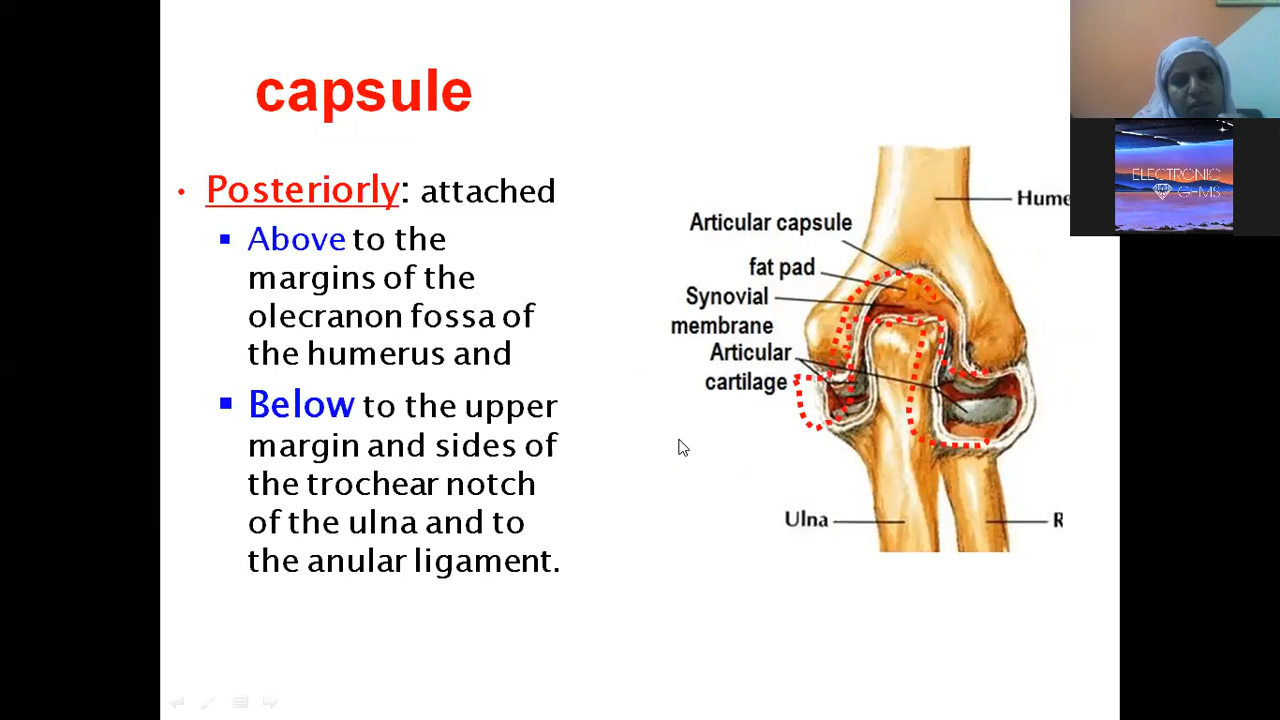 capsule
• Posteriorly: attached
▪ Above to the
margins of the
olecranon fossa of
the humerus and
▪ Below to the upper
margin and sides of
the trochear notch
of the ulna and to
the anular ligament.
Articular capsule
fat pad
Synovial
membrane
Articular
cartilage
Hume
Ulna
R
ELECTRONIC
GEMS